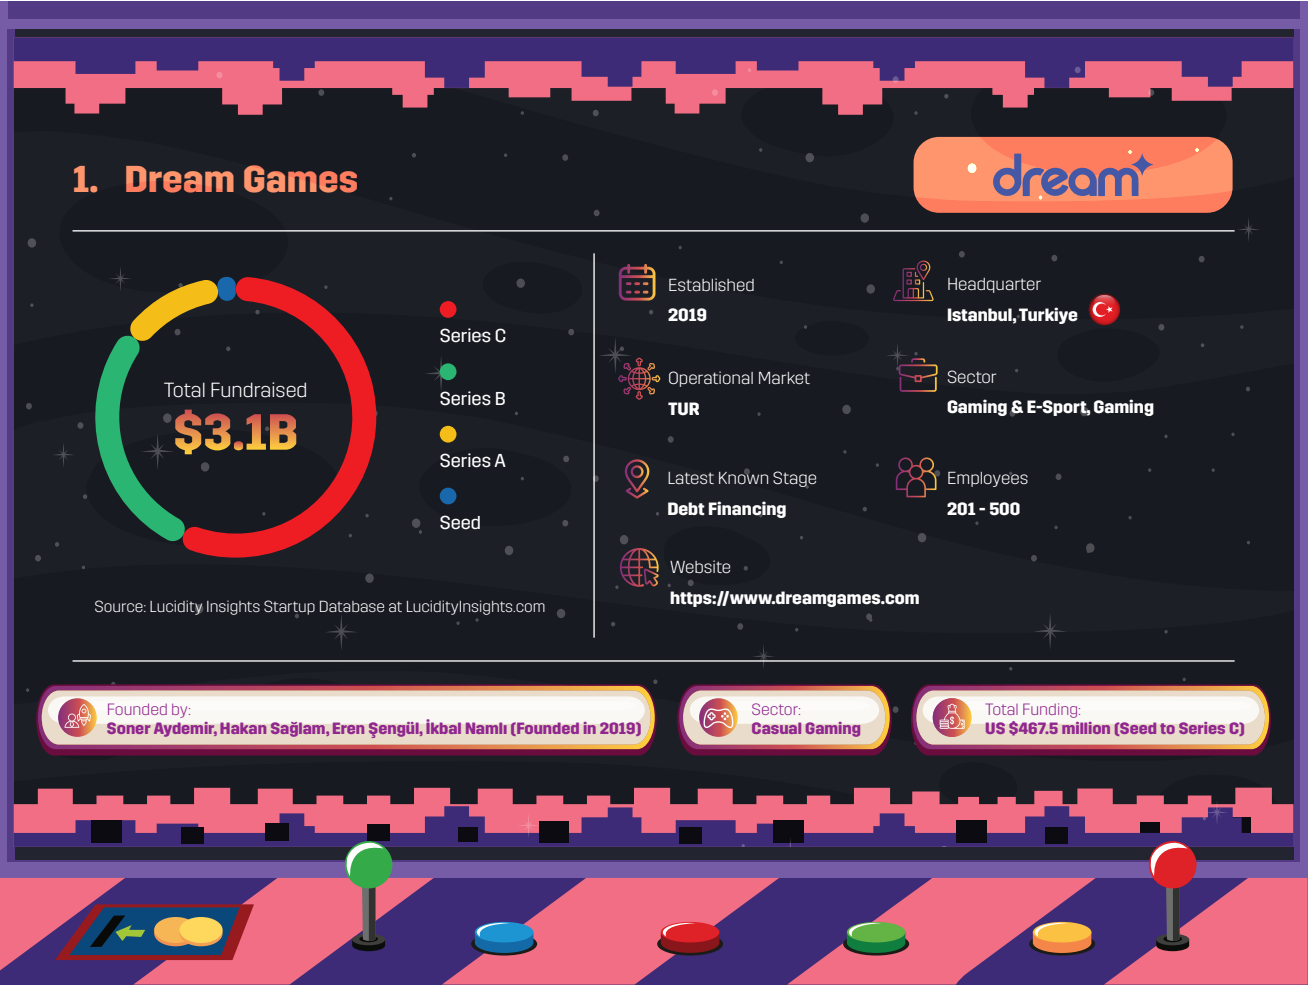 1. Dream Games
dream
Total Fundraised
$3.1B
Series C
Series B
Series A
Seed
Source: Lucidity Insights Startup Database at LucidityInsights.com
Established
2019
Headquarter
Istanbul, Turkiye
Operational Market
TUR
Sector
Gaming & E-Sport, Gaming
Latest Known Stage
Debt Financing
Employees
201 - 500
Website
https://www.dreamgames.com
Founded by:
Soner Aydemir, Hakan Sağlam, Eren Şengül, İkbal Namlı (Founded in 2019)
Sector:
Casual Gaming
Total Funding:
US $467.5 million (Seed to Series C)